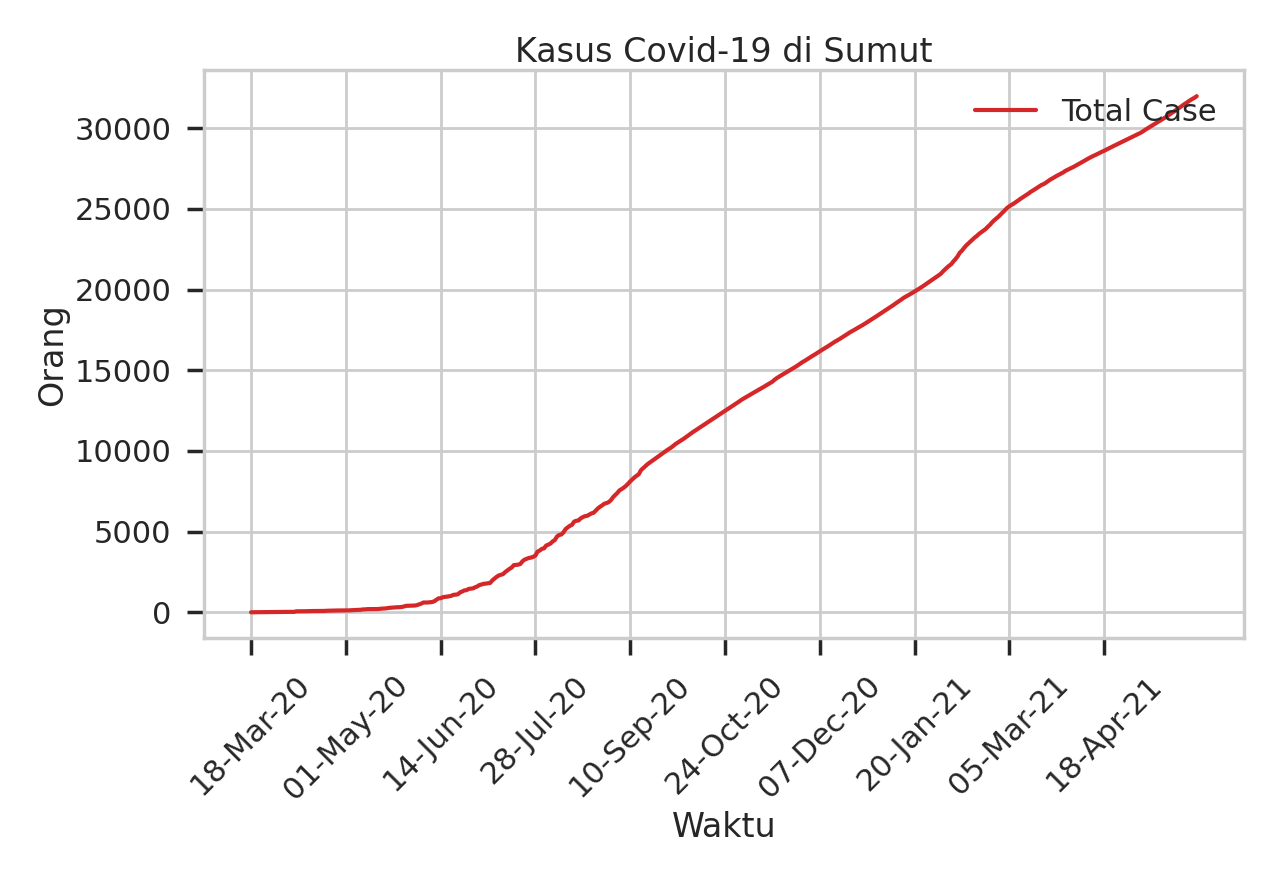 Kasus Covid-19 di Sumut
Total Case
Orang
30000
25000
20000
15000
10000
5000
0
18-Mar-20
01-May-20
14-Jun-20
28-Jul-20
10-Sep-20
24-Oct-20
07-Dec-20
20-Jan-21
05-Mar-21
18-Apr-21
Waktu